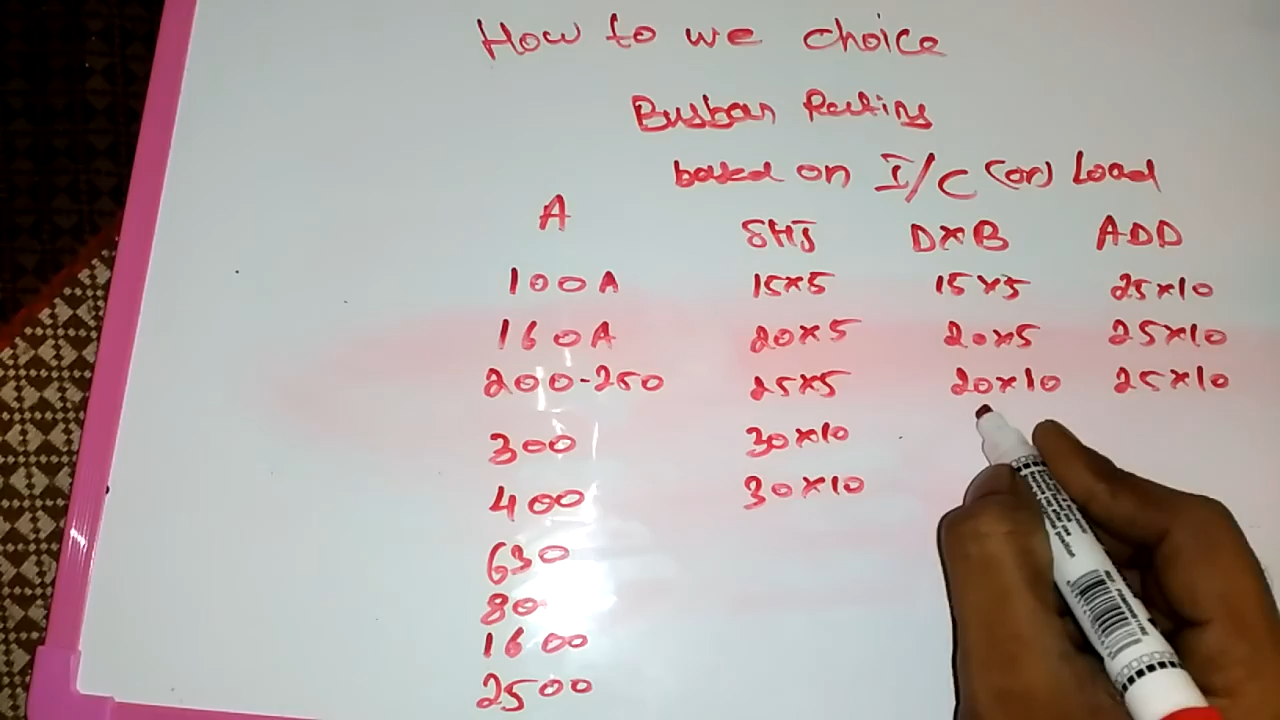 How to we choice
Busbar Rating
based on I/C (or) Load
A SHJ DXB ADD
100A 15x5 15x5 25x10
160A 20x5 20x5 25x10
200-250 25x5 20x10 25x10
300 30x10
400 30x10
630
80
1600
2500